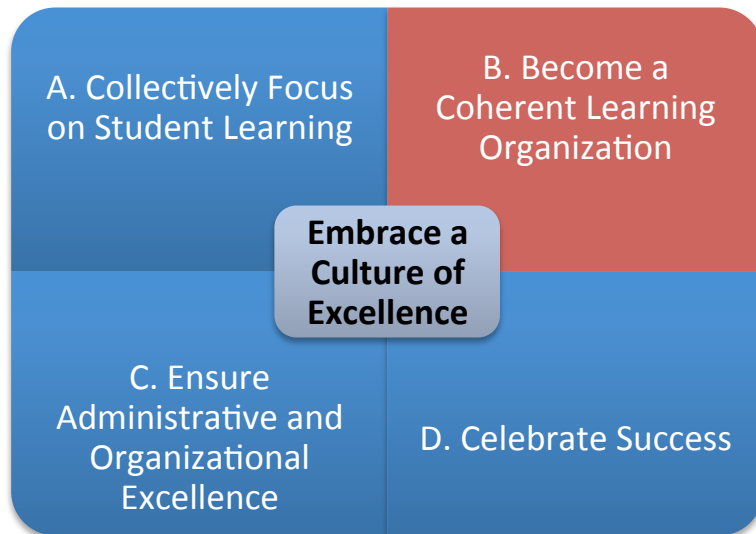 A. Collectively Focus
on Student Learning
B. Become a
Coherent Learning
Organization
Embrace a
Culture of
Excellence
C. Ensure
Administrative and
Organizational
Excellence
D. Celebrate Success